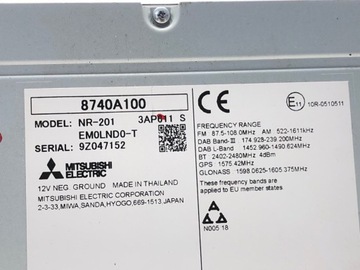 8740A100
MODEL: NR-201 3AP611 S
EM0LND0-T
SERIAL: 9Z047152
MITSUBISHI
ELECTRIC
12V NEG. GROUND MADE IN THAILAND
MITSUBISHI ELECTRIC CORPORATION
2-3-33,MIWA,SANDA,HYOGO,669-1513,JAPAN
CE
E11 10R-0510511
FREQUENCY RANGE
FM 87.5-108.0MHz AM 522-1611kHz
DAB Band-III 174.928-239.200MHz
DAB L-Band 1452.960-1490.624MHz
BT 2402-2480MHz 4dBm
GPS 1575.42MHz
GLONASS 1598.0625-1605.375MHz
These frequency bands are
applied to EU member states
N005 18